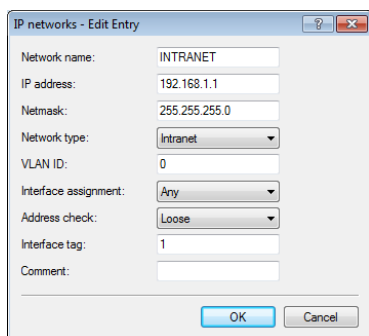 IP networks - Edit Entry
Network name: INTRANET
IP address: 192.168.1.1
Netmask: 255.255.255.0
Network type: Intranet
VLAN ID: 0
Interface assignment: Any
Address check: Loose
Interface tag: 1
Comment:
OK Cancel